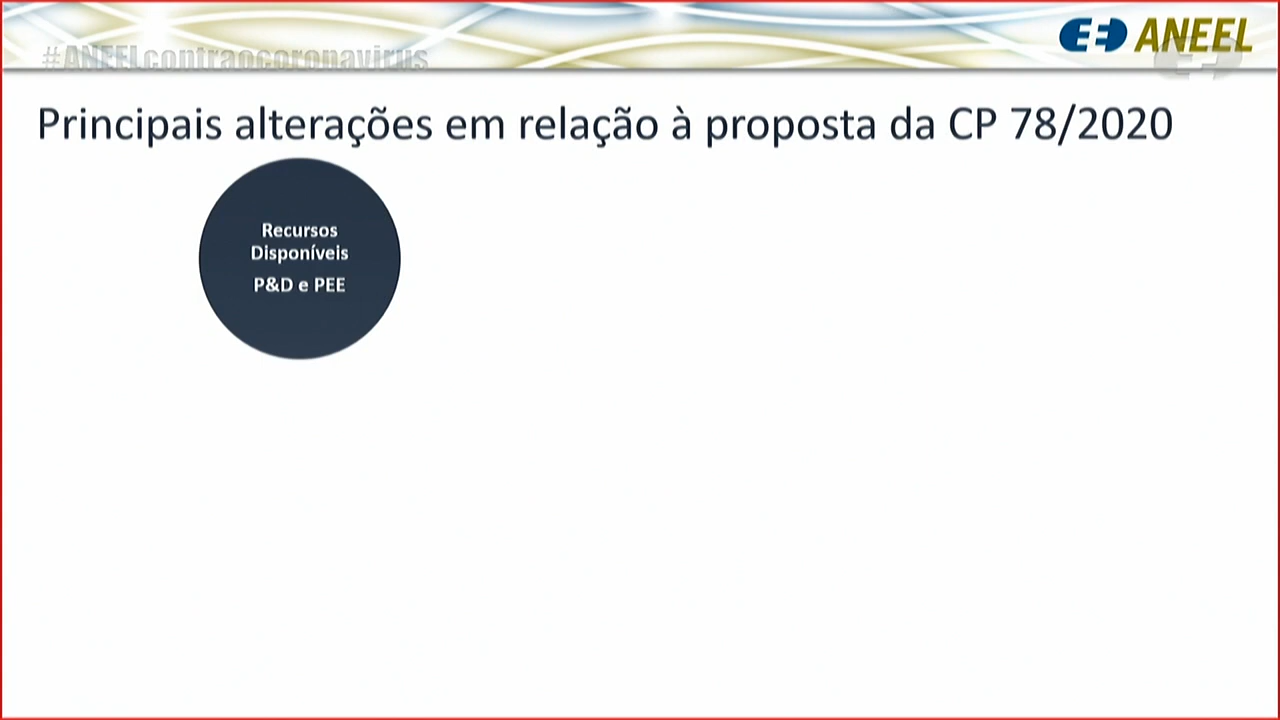 #ANEELcontraocoronavirus
ANEEL
Principais alterações em relação à proposta da CP 78/2020
Recursos
Disponíveis
P&D e PEE